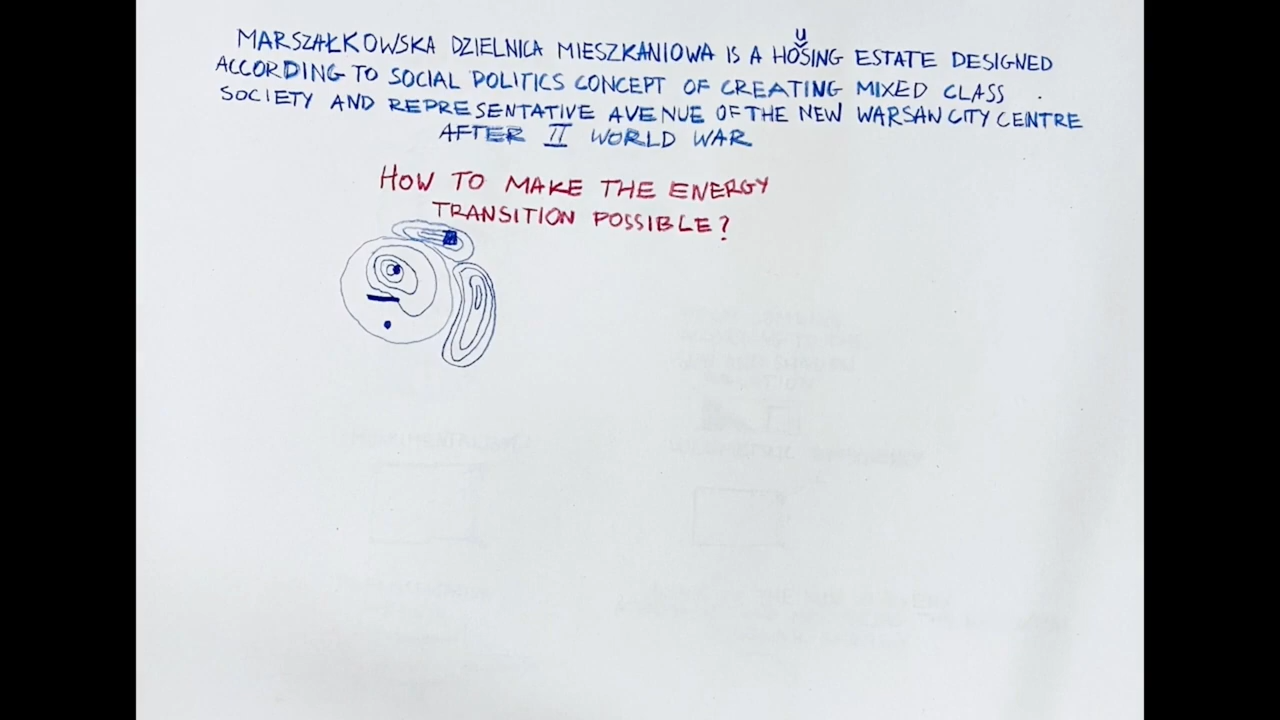 MARSZAŁKOWSKA DZIELNICA MIESZKANIOWA IS A HOUSING ESTATE DESIGNED
ACCORDING TO SOCIAL POLITICS CONCEPT OF CREATING MIXED CLASS
SOCIETY AND REPRESENTATIVE AVENUE OF THE NEW WARSAN CITY CENTRE
AFTER II WORLD WAR
HOW TO MAKE THE ENERGY
TRANSITION POSSIBLE?